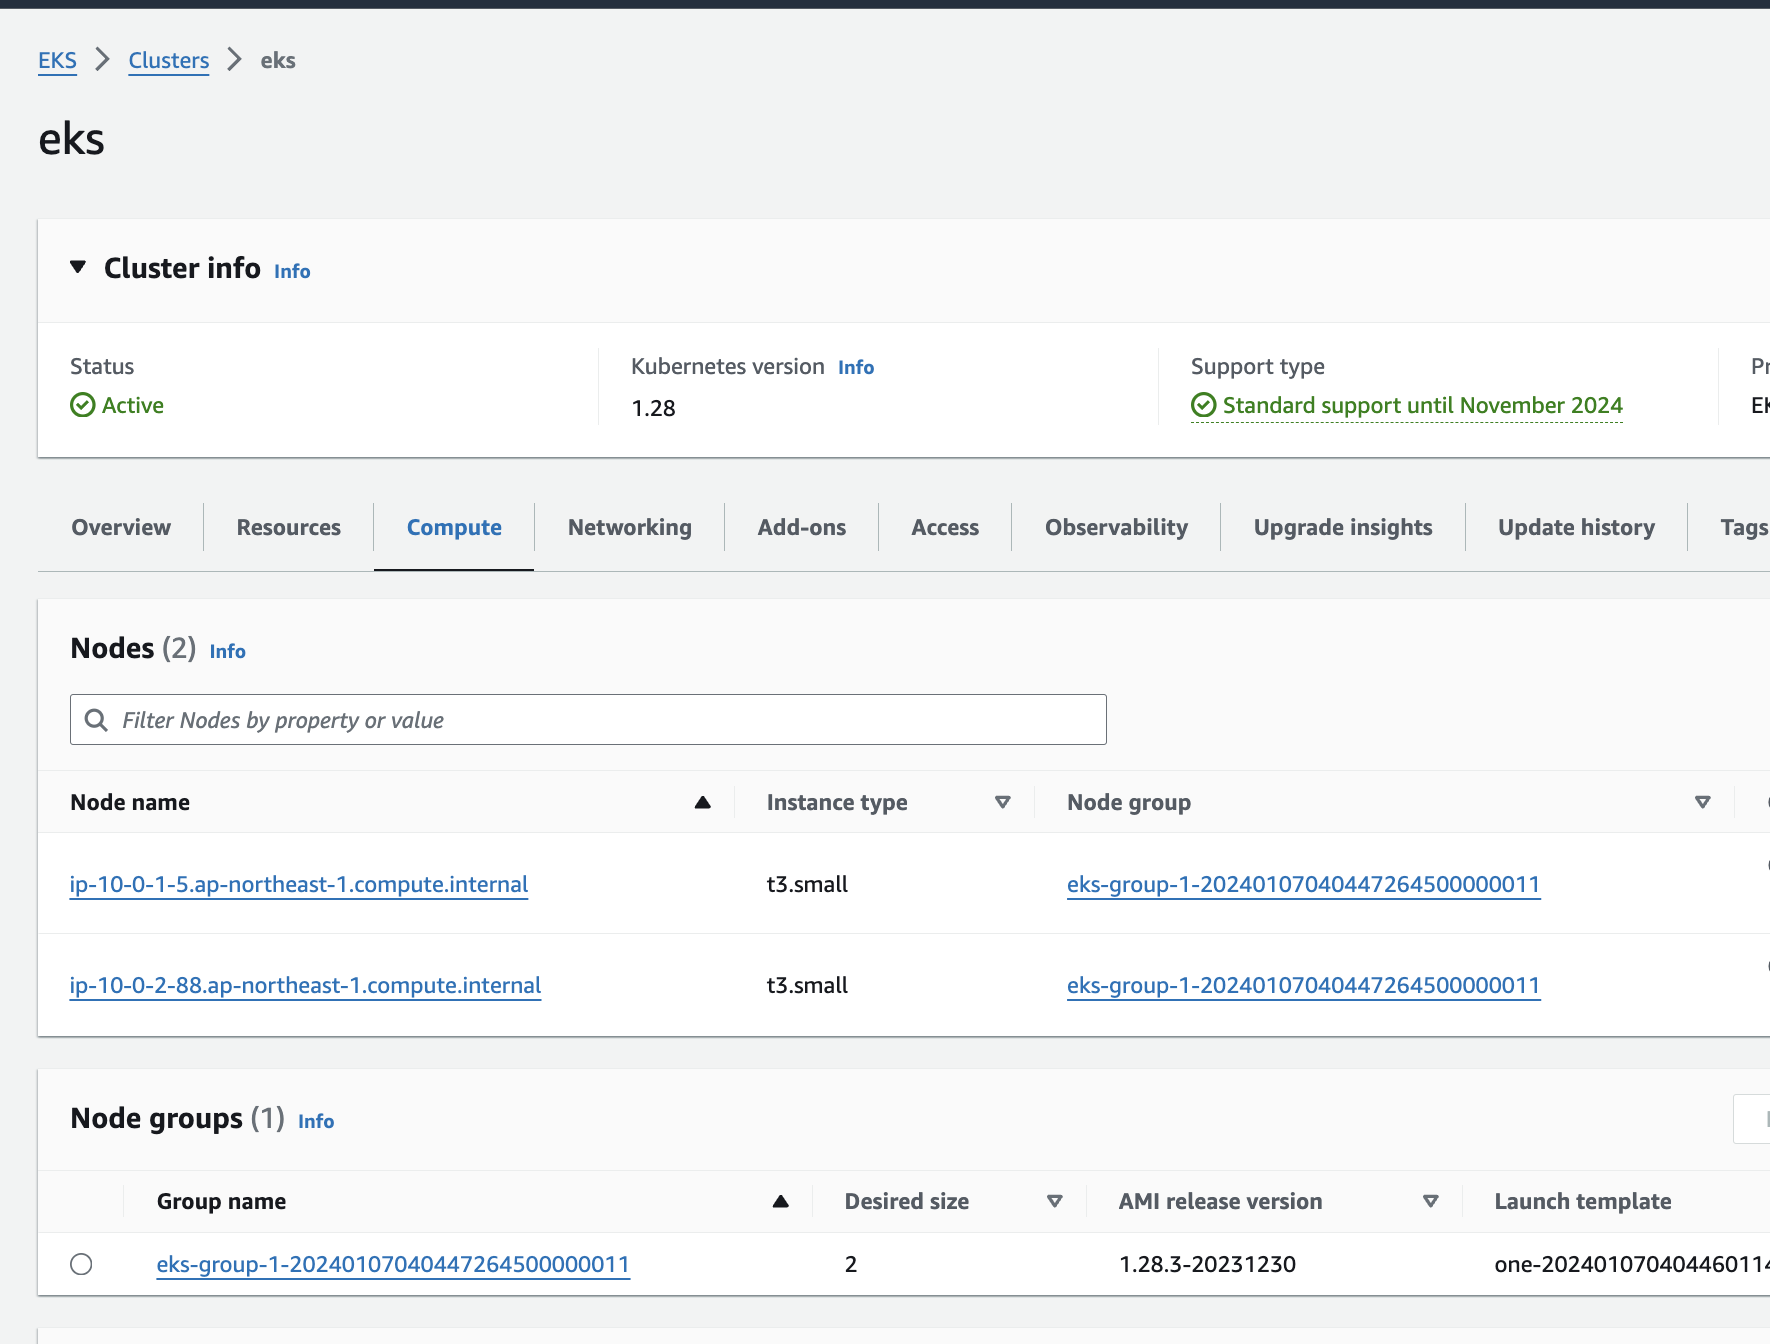 EKS > Clusters > eks
eks
Cluster info Info
Status Kubernetes version Info Support type
Active 1.28 Standard support until November 2024
Overview Resources Compute Networking Add-ons Access Observability Upgrade insights Update history Tags
Nodes (2) Info
Filter Nodes by property or value
Node name Instance type Node group
ip-10-0-1-5.ap-northeast-1.compute.internal t3.small eks-group-1-20240107040447264500000011
ip-10-0-2-88.ap-northeast-1.compute.internal t3.small eks-group-1-20240107040447264500000011
Node groups (1) Info
Group name Desired size AMI release version Launch template
eks-group-1-20240107040447264500000011 2 1.28.3-20231230 one-202401070404460114